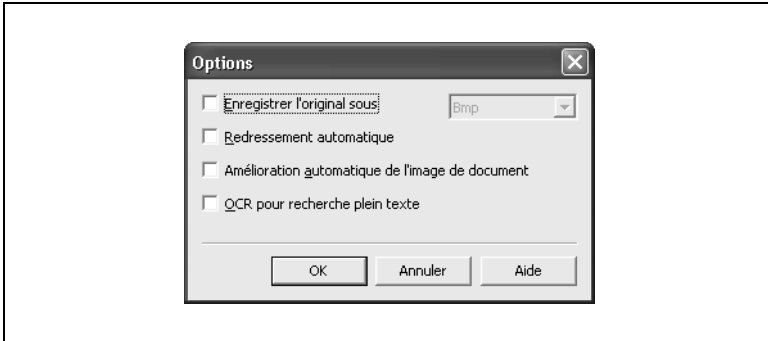 Options
Enregistrer l'original sous Bmp
Redressement automatique
Amélioration automatique de l'image de document
OCR pour recherche plein texte
OK Annuler Aide